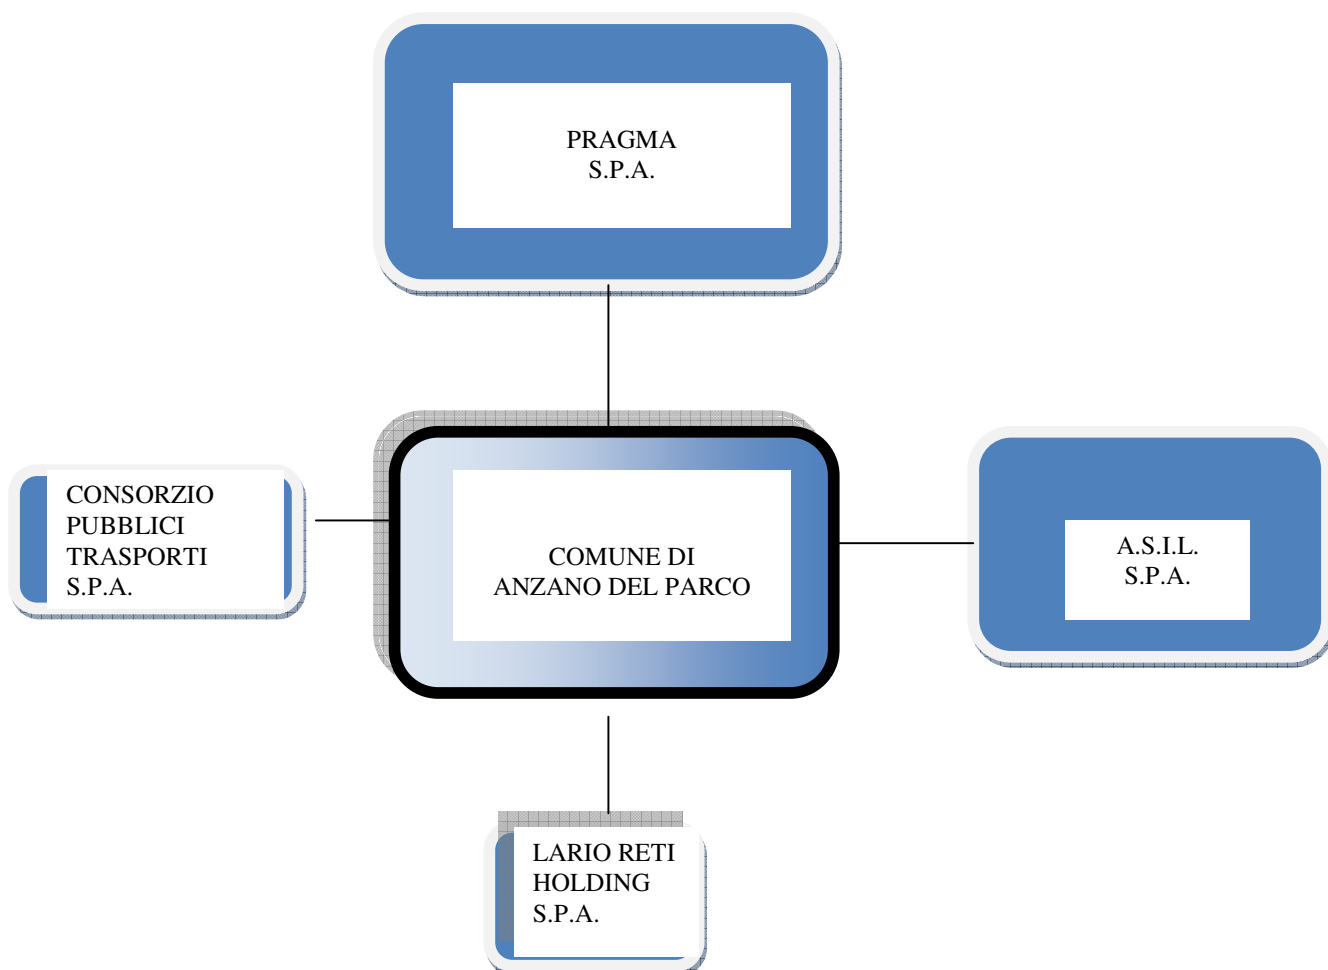 PRAGMA
S.P.A.
CONSORZIO
PUBBLICI
TRASPORTI
S.P.A.
COMUNE DI
ANZANO DEL PARCO
A.S.I.L.
S.P.A.
LARIO RETI
HOLDING
S.P.A.